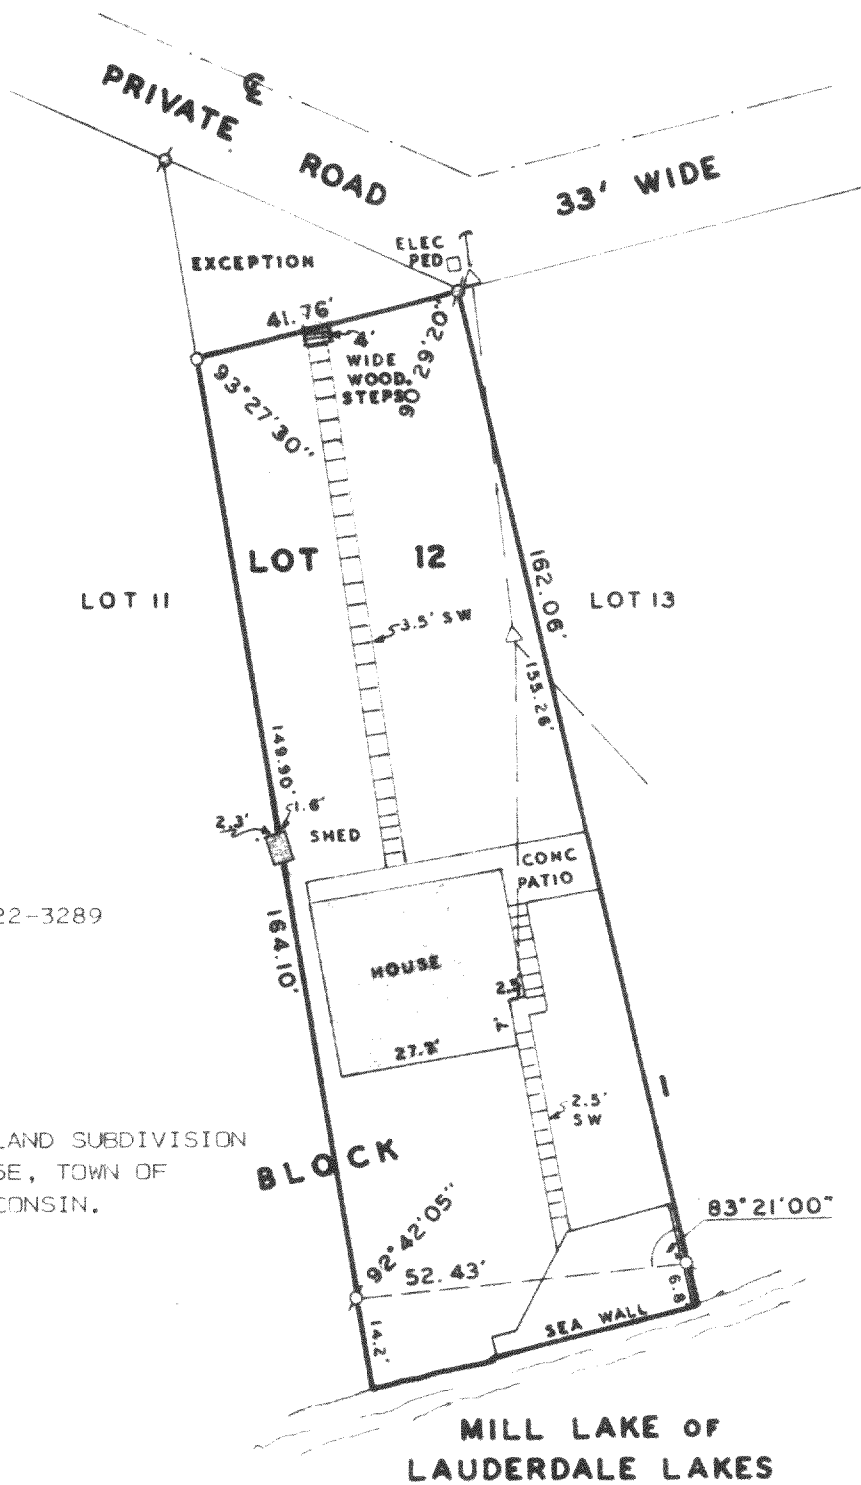 PRIVATE ROAD 33' WIDE
℄
EXCEPTION
ELEC
PED
41.76'
4'
WIDE
WOOD.
STEPS
90°29'20"
93°27'30"
LOT 12
LOT 11
LOT 13
162.06'
3.5' SW
155.26'
149.90'
2.3'
1.6'
SHED
CONC
PATIO
22-3289
164.10'
HOUSE
2.5'
27.8'
2.5'
SW
1
LAND SUBDIVISION
SE, TOWN OF
CONSIN.
BLOCK
92°42'05"
83°21'00"
52.43'
6.8'
SEA WALL
14.2'
MILL LAKE OF
LAUDERDALE LAKES